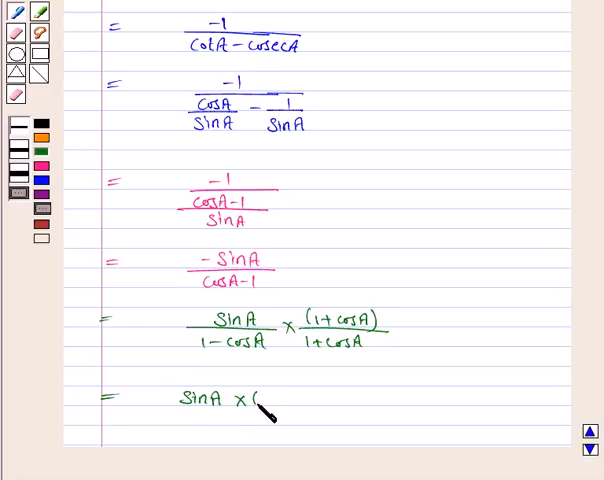 = -1 / (cotA - cosecA)
= -1 / (cosA/SinA - 1/SinA)
= -1 / ((cosA-1)/SinA)
= -SinA / (cosA-1)
= SinA / (1-cosA) × (1+cosA) / (1+cosA)
= SinA × (